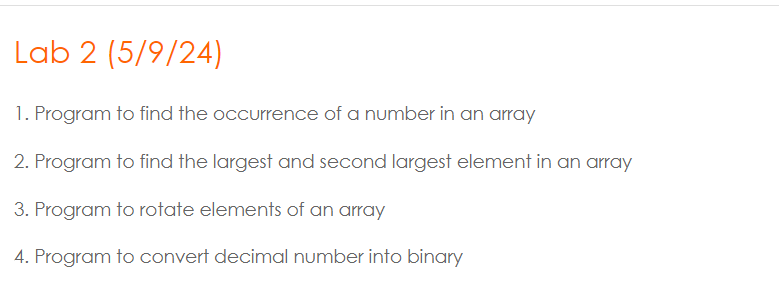 Lab 2 (5/9/24)
1. Program to find the occurrence of a number in an array
2. Program to find the largest and second largest element in an array
3. Program to rotate elements of an array
4. Program to convert decimal number into binary